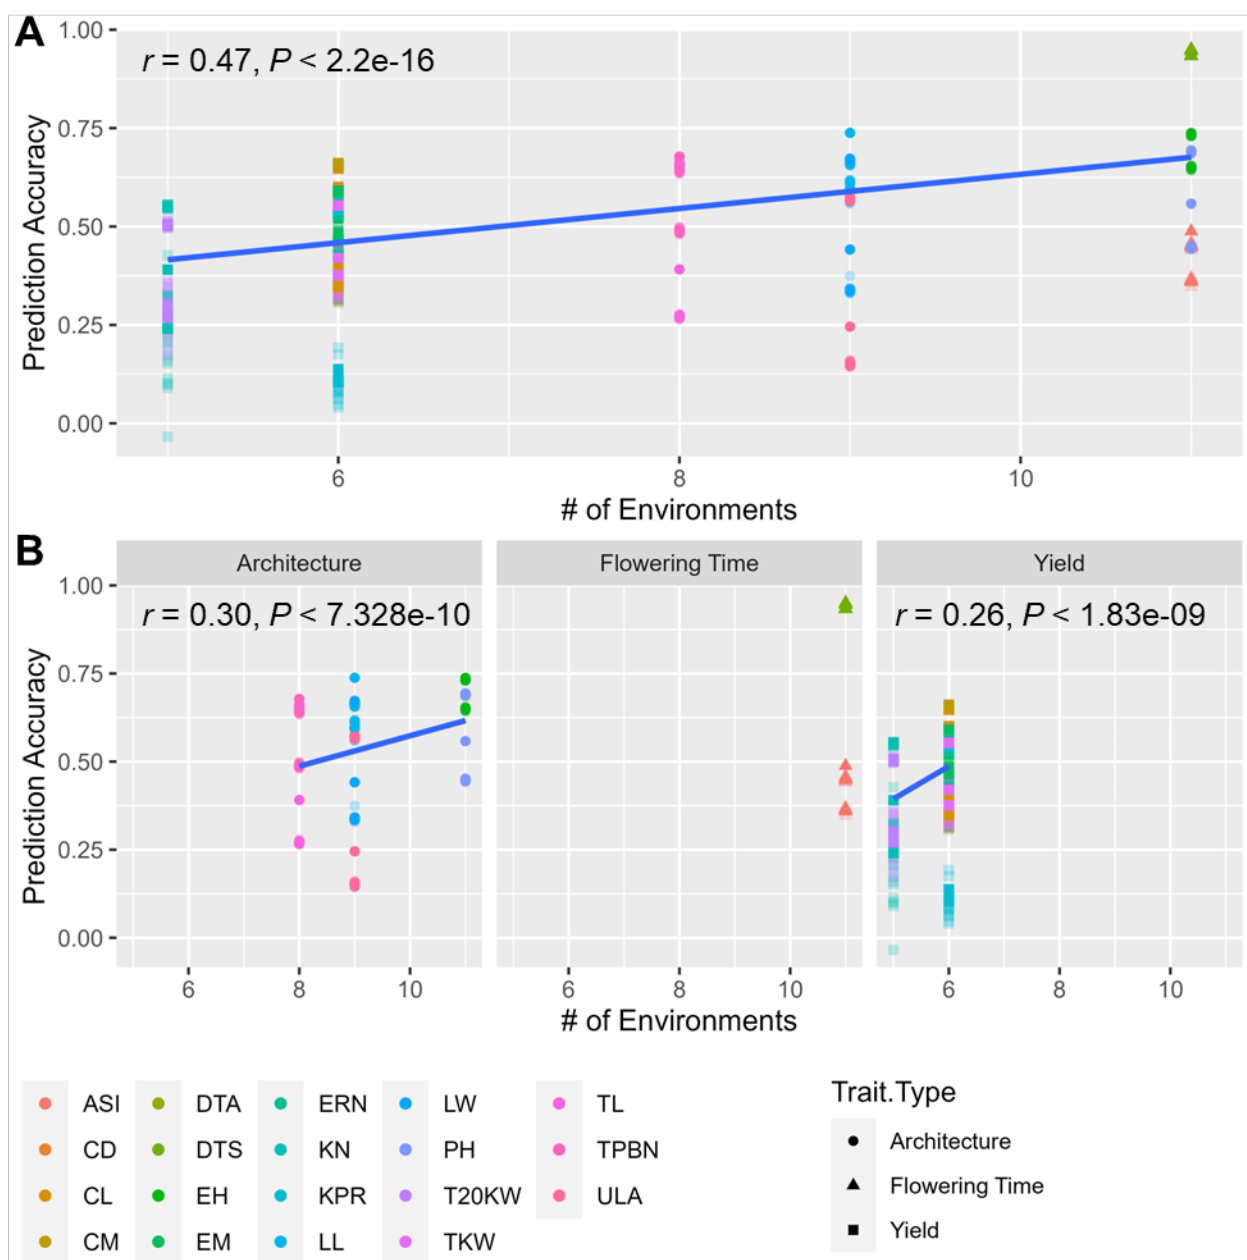 A
r = 0.47, P < 2.2e-16
1.00
0.75
0.50
0.25
0.00
Prediction Accuracy
6 8 10
# of Environments
B
Architecture Flowering Time Yield
r = 0.30, P < 7.328e-10
r = 0.26, P < 1.83e-09
1.00
0.75
0.50
0.25
0.00
Prediction Accuracy
6 8 10 6 8 10 6 8 10
# of Environments
ASI DTA ERN LW TL
CD DTS KN PH TPBN
CL EH KPR T20KW ULA
CM EM LL TKW
Trait.Type
Architecture
Flowering Time
Yield